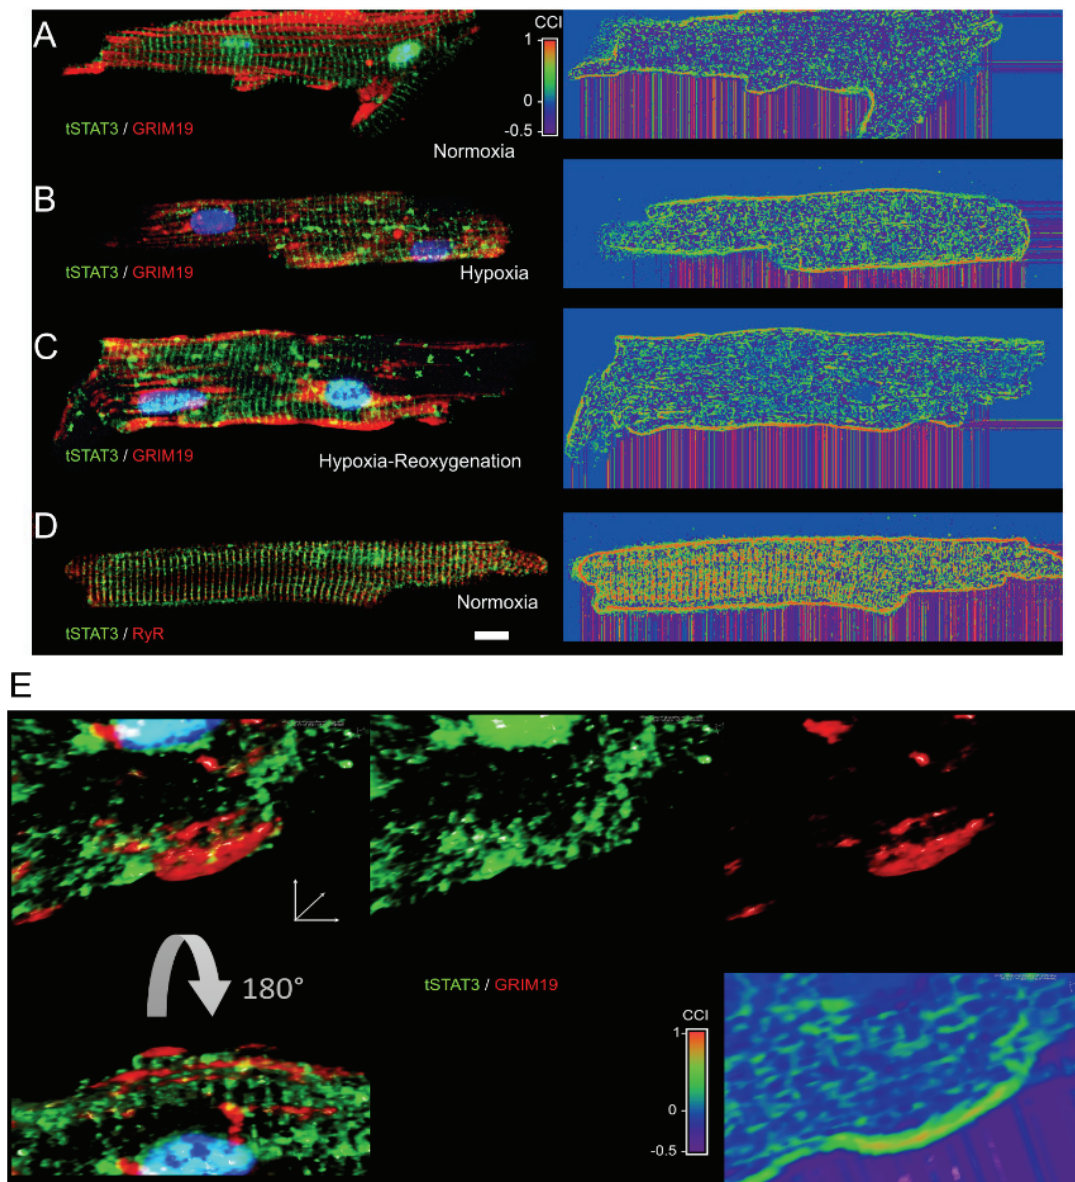 A
CCI
1
0
-0.5
tSTAT3 / GRIM19
Normoxia
B
tSTAT3 / GRIM19
Hypoxia
C
tSTAT3 / GRIM19
Hypoxia-Reoxygenation
D
Normoxia
tSTAT3 / RyR
E
180°
tSTAT3 / GRIM19
CCI
1
0
-0.5